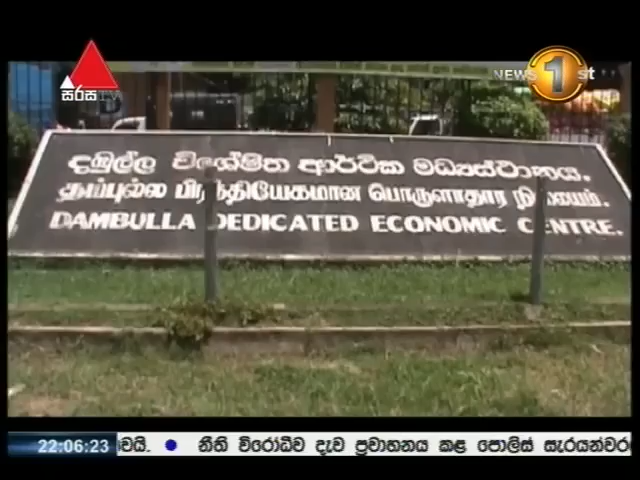 සිරස
NEWS 1st
දඹුල්ල විශේෂිත ආර්ථික මධ්‍යස්ථානය.
தம்புல்ல பிரத்தியேகமான பொருளாதார நிலையம்.
DAMBULLA DEDICATED ECONOMIC CENTRE.
22:06:23 වයි. ● නීති විරෝධීව දැව ප්‍රවාහනය කළ පොලිස් සැරයන්වර